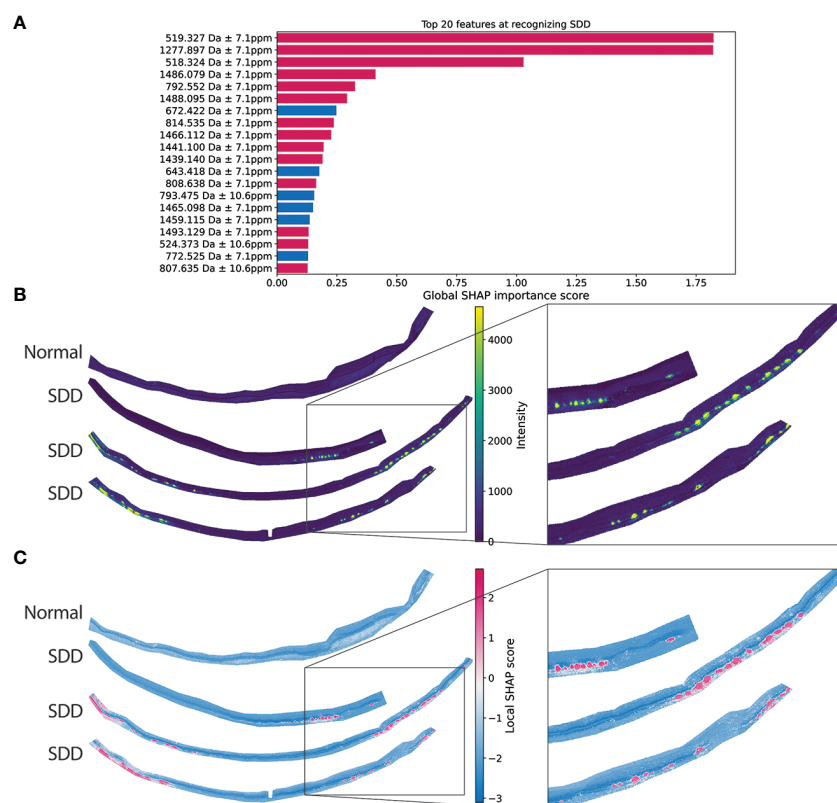 A
Top 20 features at recognizing SDD
519.327 Da ± 7.1ppm
1277.897 Da ± 7.1ppm
518.324 Da ± 7.1ppm
1486.079 Da ± 7.1ppm
792.552 Da ± 7.1ppm
1488.095 Da ± 7.1ppm
672.422 Da ± 7.1ppm
814.535 Da ± 7.1ppm
1466.112 Da ± 7.1ppm
1441.100 Da ± 7.1ppm
1439.140 Da ± 7.1ppm
643.418 Da ± 7.1ppm
808.638 Da ± 7.1ppm
793.475 Da ± 10.6ppm
1465.098 Da ± 7.1ppm
1459.115 Da ± 7.1ppm
1493.129 Da ± 7.1ppm
524.373 Da ± 10.6ppm
772.525 Da ± 7.1ppm
807.635 Da ± 10.6ppm
0.00 0.25 0.50 0.75 1.00 1.25 1.50 1.75
Global SHAP importance score
B
Normal
SDD
SDD
SDD
4000
3000
2000
1000
0
Intensity
C
Normal
SDD
SDD
SDD
2
1
0
−1
−2
−3
Local SHAP score